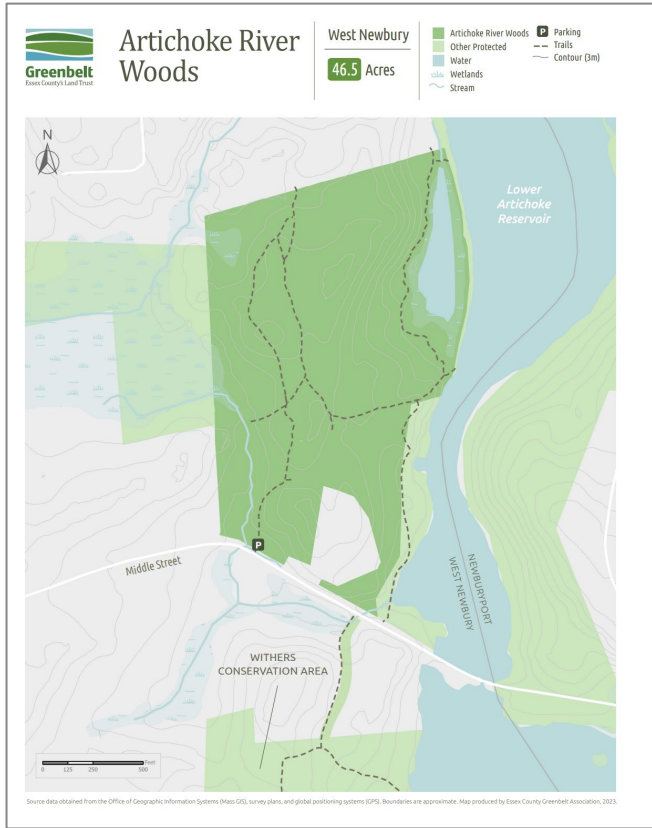 Greenbelt
Essex County's Land Trust
Artichoke River
Woods
West Newbury
46.5 Acres
Artichoke River Woods
Other Protected
Water
Wetlands
Stream
P Parking
Trails
Contour (3m)
N
Lower
Artichoke
Reservoir
P
Middle Street
NEWBURYPORT
WEST NEWBURY
WITHERS
CONSERVATION AREA
Feet
0 125 250 500
Source data obtained from the Office of Geographic Information Systems (Mass GIS), survey plans, and global positioning systems (GPS). Boundaries are approximate. Map produced by Essex County Greenbelt Association, 2023.